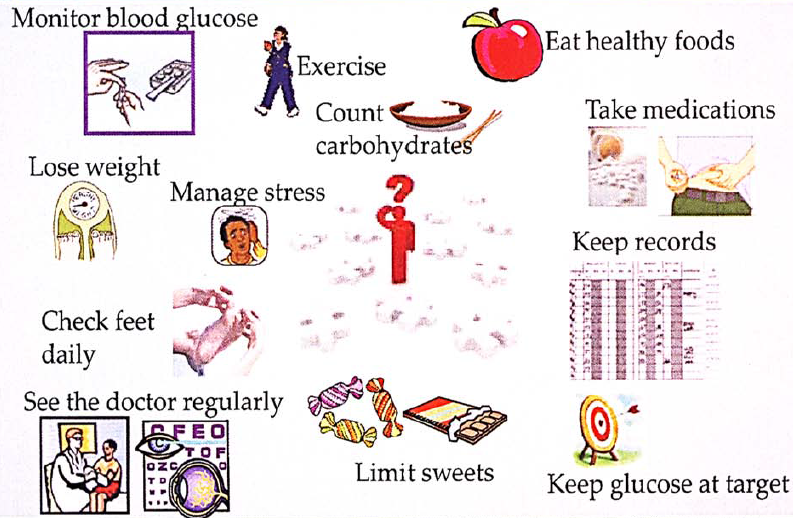 Monitor blood glucose
Exercise
Eat healthy foods
Count
carbohydrates
Take medications
Lose weight
Manage stress
?
Keep records
Check feet
daily
See the doctor regularly
Limit sweets
Keep glucose at target